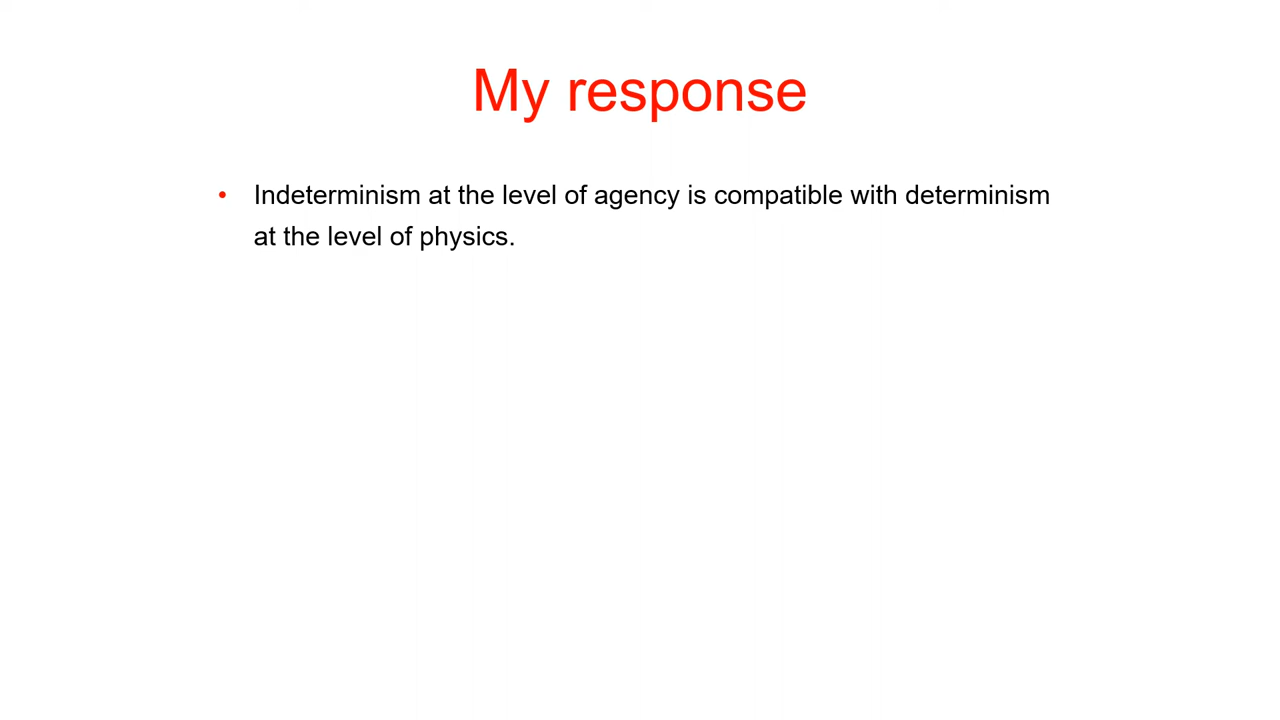 My response
• Indeterminism at the level of agency is compatible with determinism
at the level of physics.